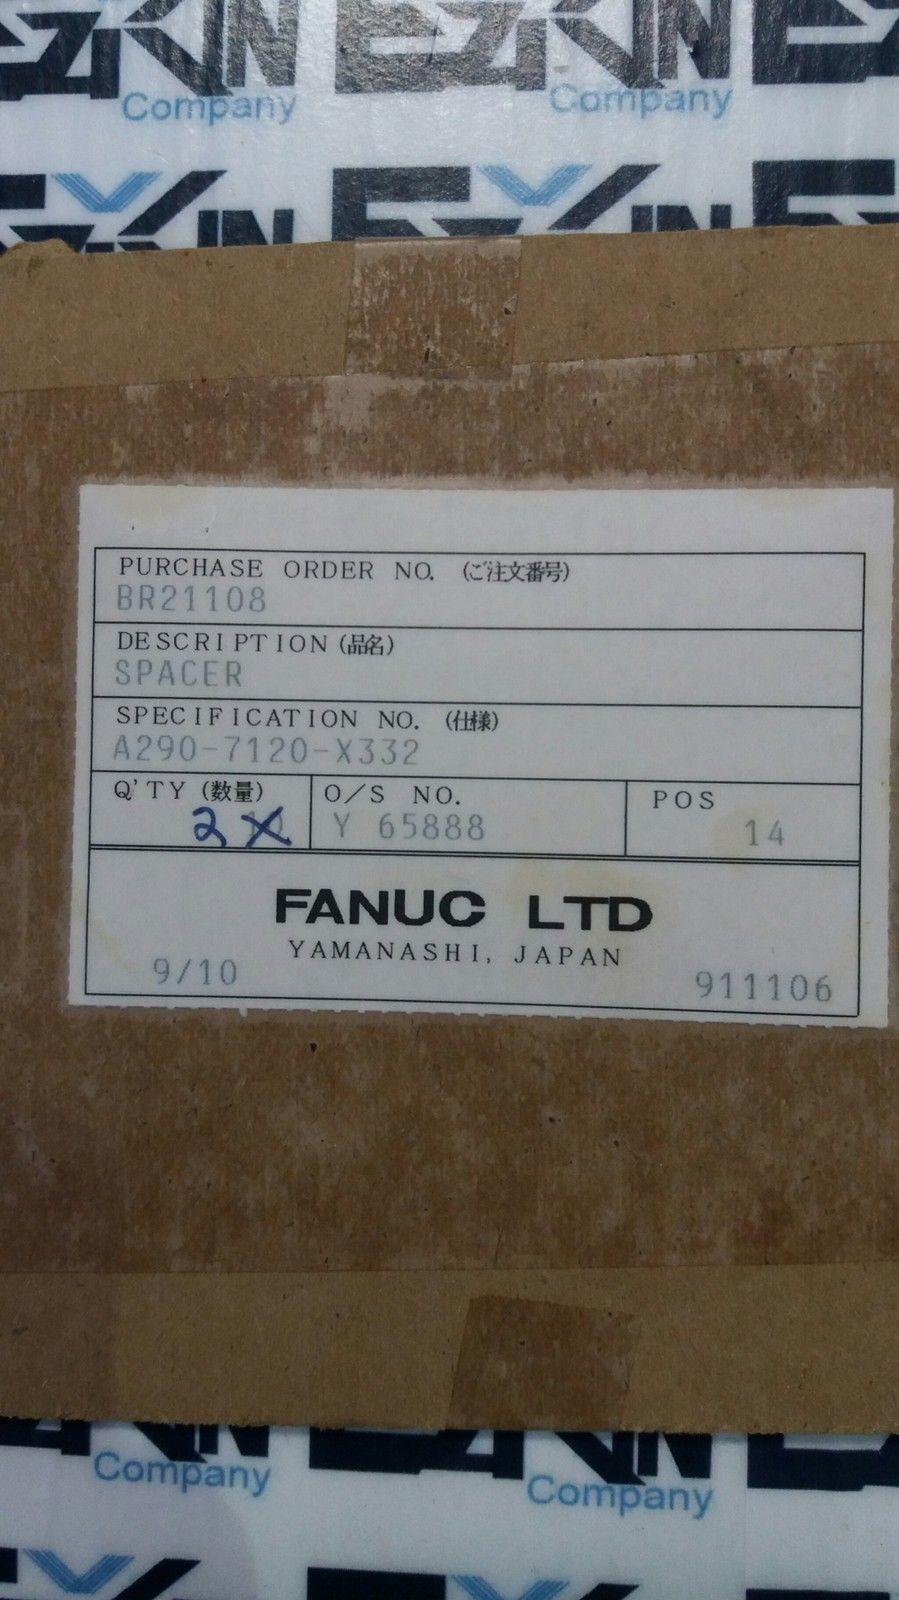 Company Company
PURCHASE ORDER NO. (ご注文番号)
BR21108
DESCRIPTION (品名)
SPACER
SPECIFICATION NO. (仕様)
A290-7120-X332
Q'TY (数量) O/S NO. POS
2 Y 65888 14
FANUC LTD
YAMANASHI, JAPAN
9/10 911106
Company Company